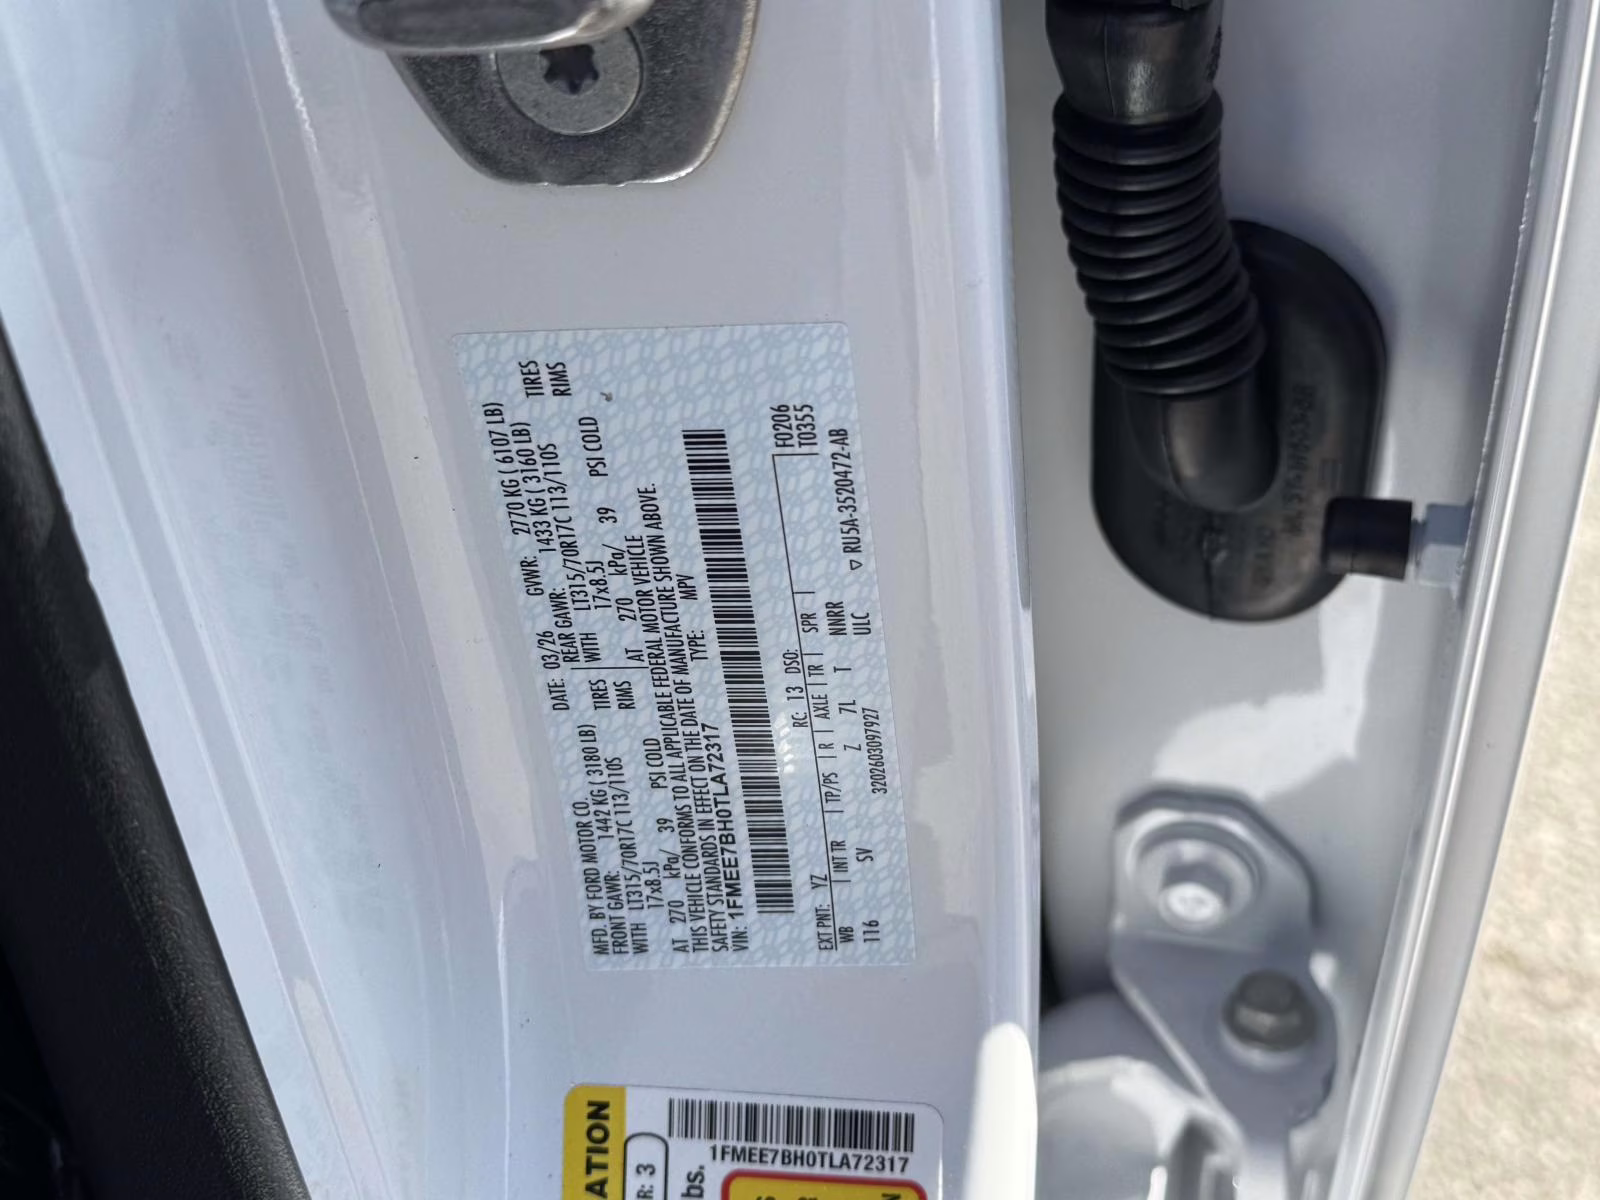 MFD. BY FORD MOTOR CO. DATE: 03/26 GVWR: 2770 KG ( 6107 LB)
FRONT GAWR: 1442 KG ( 3180 LB) REAR GAWR: 1433 KG ( 3160 LB)
WITH LT315/70R17C 113/110S TIRES WITH LT315/70R17C 113/110S TIRES
17x8.5J RIMS 17x8.5J RIMS
AT 270 kPa/ 39 PSI COLD AT 270 kPa/ 39 PSI COLD
THIS VEHICLE CONFORMS TO ALL APPLICABLE FEDERAL MOTOR VEHICLE
SAFETY STANDARDS IN EFFECT ON THE DATE OF MANUFACTURE SHOWN ABOVE.
VIN: 1FMEE7BH0TLA72317 TYPE: MPV
F0206
EXT PNT: YZ RC: 13 DSO: T0355
WB INT TR TP/PS R AXLE TR SPR
116 SV Z 7L T NNRR
3202603097927 ULC
▽ RU5A-3520472-AB
ATION
R: 3
bs.
1FMEE7BH0TLA72317